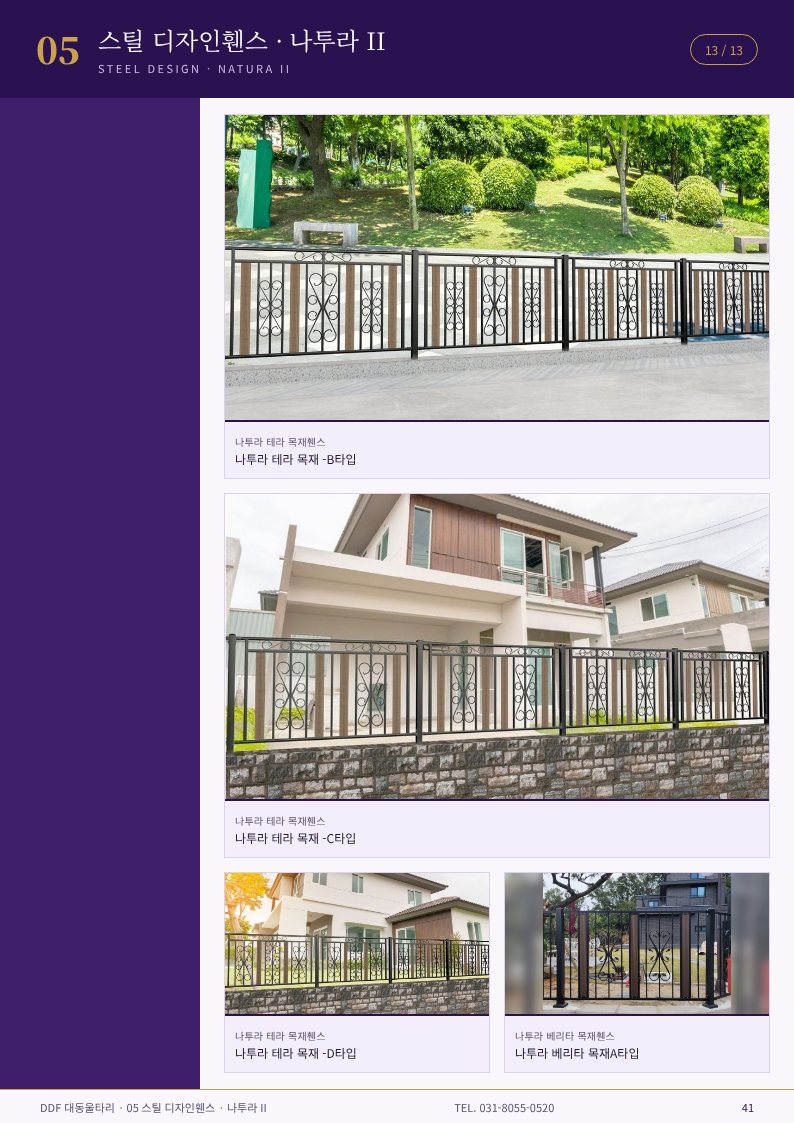 05
스틸 디자인휀스 · 나투라 II
STEEL DESIGN · NATURA II
13 / 13
나투라 테라 목재휀스
나투라 테라 목재 -B타입
나투라 테라 목재휀스
나투라 테라 목재 -C타입
나투라 테라 목재휀스
나투라 테라 목재 -D타입
나투라 베리타 목재휀스
나투라 베리타 목재A타입
DDF 대동울타리 · 05 스틸 디자인휀스 · 나투라 II
TEL. 031-8055-0520
41